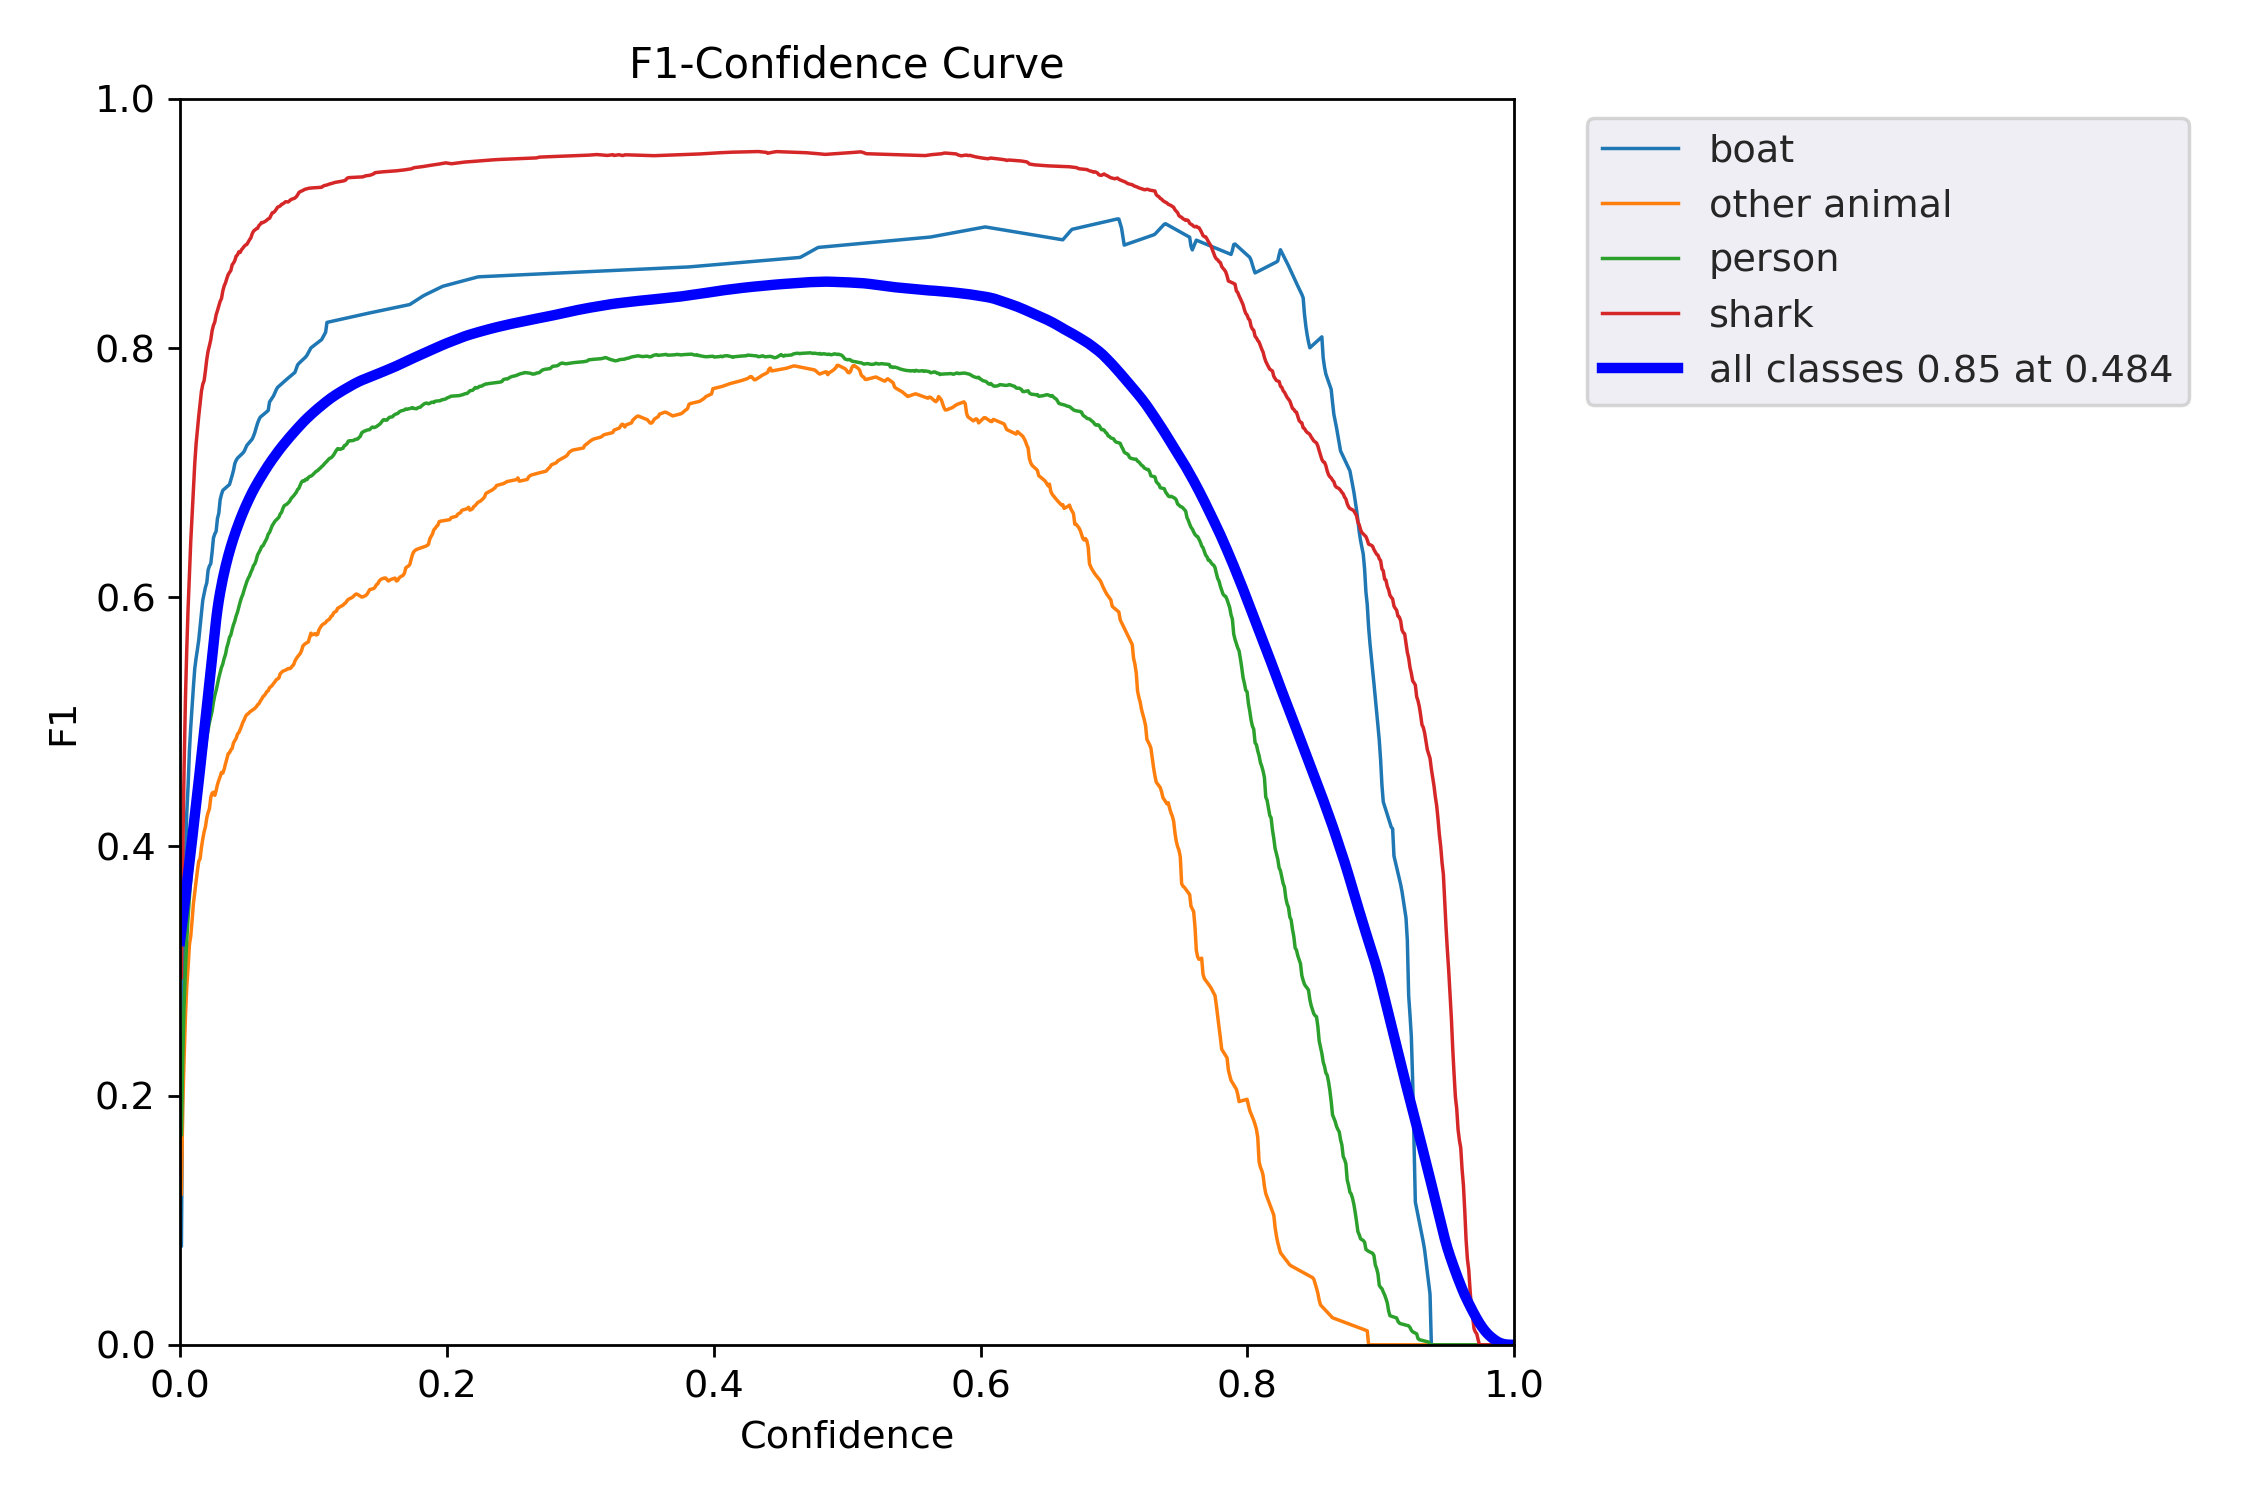 F1-Confidence Curve
1.0
0.8
0.6
0.4
0.2
0.0
F1
0.0 0.2 0.4 0.6 0.8 1.0
Confidence
boat
other animal
person
shark
all classes 0.85 at 0.484